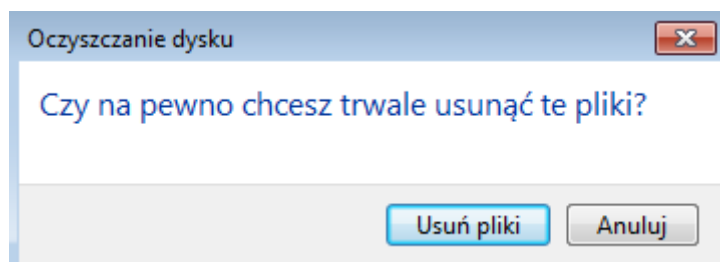 Oczyszczanie dysku
Czy na pewno chcesz trwale usunąć te pliki?
Usuń pliki Anuluj